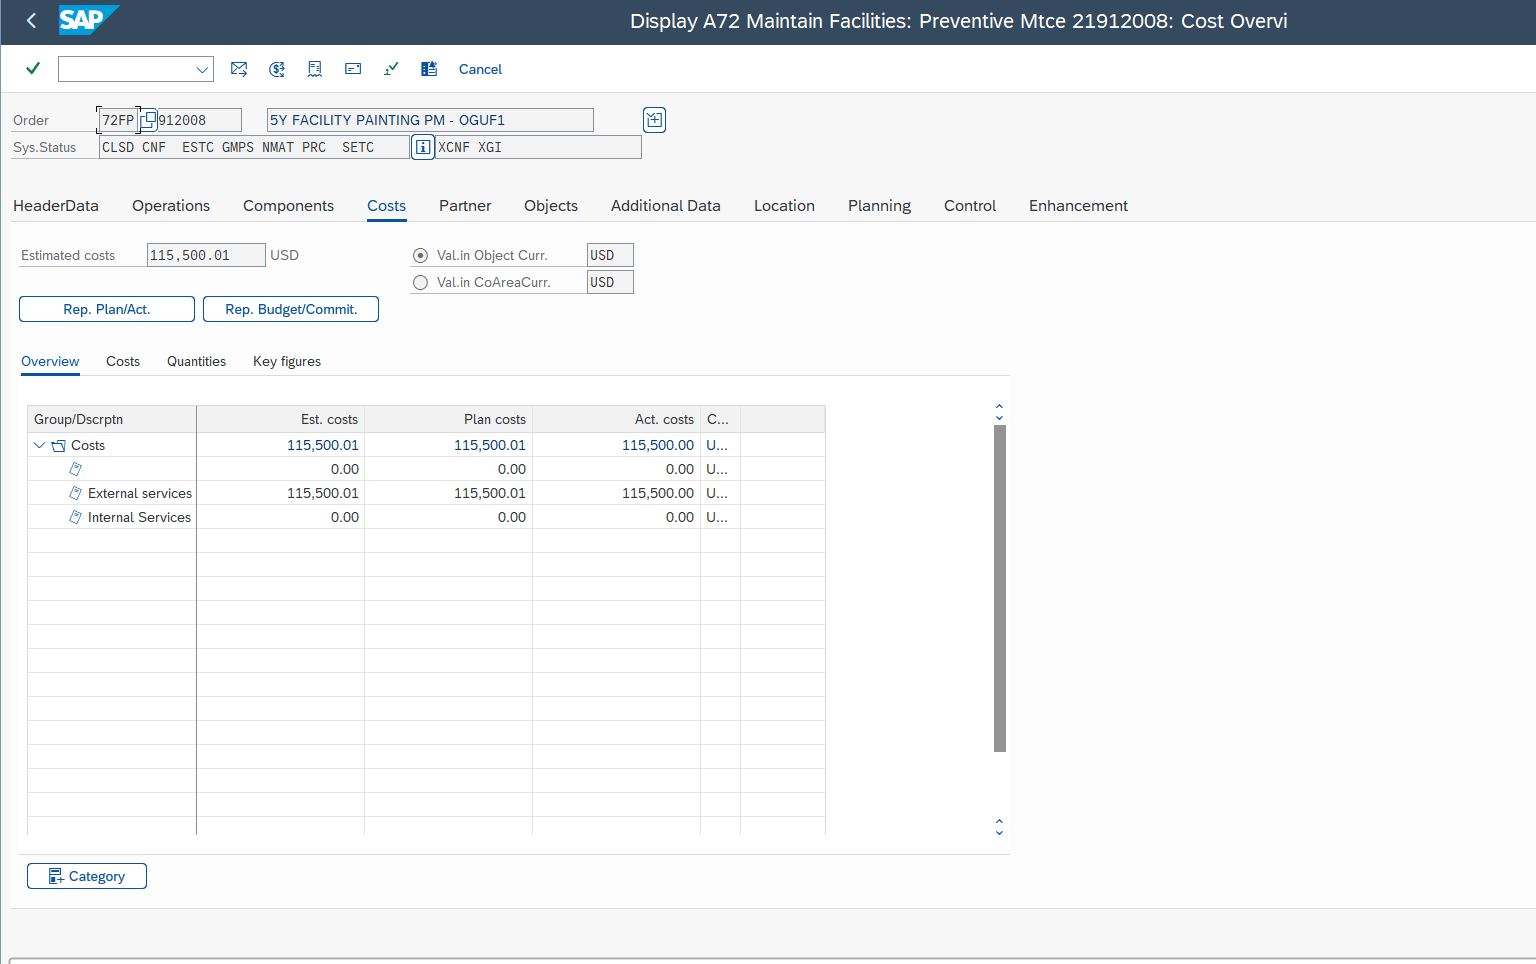 SAP Display A72 Maintain Facilities: Preventive Mtce 21912008: Cost Overvi
Cancel
Order 72FP 912008 5Y FACILITY PAINTING PM - OGUF1
Sys.Status CLSD CNF ESTC GMPS NMAT PRC SETC XCNF XGI
HeaderData Operations Components Costs Partner Objects Additional Data Location Planning Control Enhancement
Estimated costs 115,500.01 USD Val.in Object Curr. USD
Val.in CoAreaCurr. USD
Rep. Plan/Act. Rep. Budget/Commit.
Overview Costs Quantities Key figures
Group/Dscrptn Est. costs Plan costs Act. costs C...
Costs 115,500.01 115,500.01 115,500.00 U...
0.00 0.00 0.00 U...
External services 115,500.01 115,500.01 115,500.00 U...
Internal Services 0.00 0.00 0.00 U...
Category